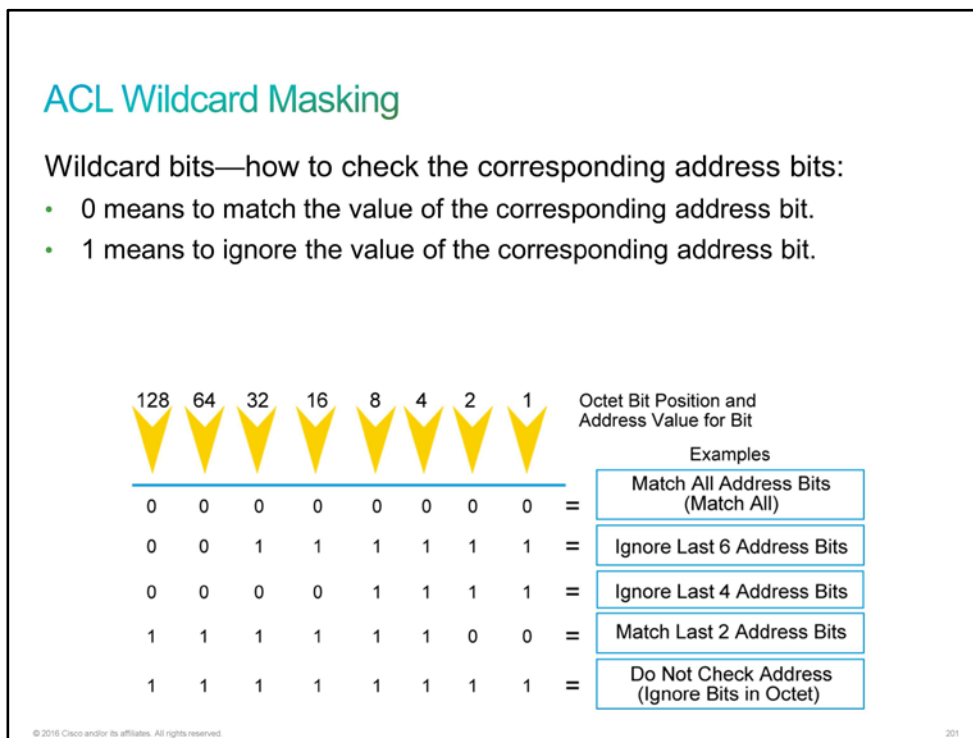 ACL Wildcard Masking
Wildcard bits—how to check the corresponding address bits:
• 0 means to match the value of the corresponding address bit.
• 1 means to ignore the value of the corresponding address bit.
128 64 32 16 8 4 2 1 Octet Bit Position and
Address Value for Bit
Examples
0 0 0 0 0 0 0 0 = Match All Address Bits
(Match All)
0 0 1 1 1 1 1 1 = Ignore Last 6 Address Bits
0 0 0 0 1 1 1 1 = Ignore Last 4 Address Bits
1 1 1 1 1 1 0 0 = Match Last 2 Address Bits
1 1 1 1 1 1 1 1 = Do Not Check Address
(Ignore Bits in Octet)
© 2016 Cisco and/or its affiliates. All rights reserved. 201